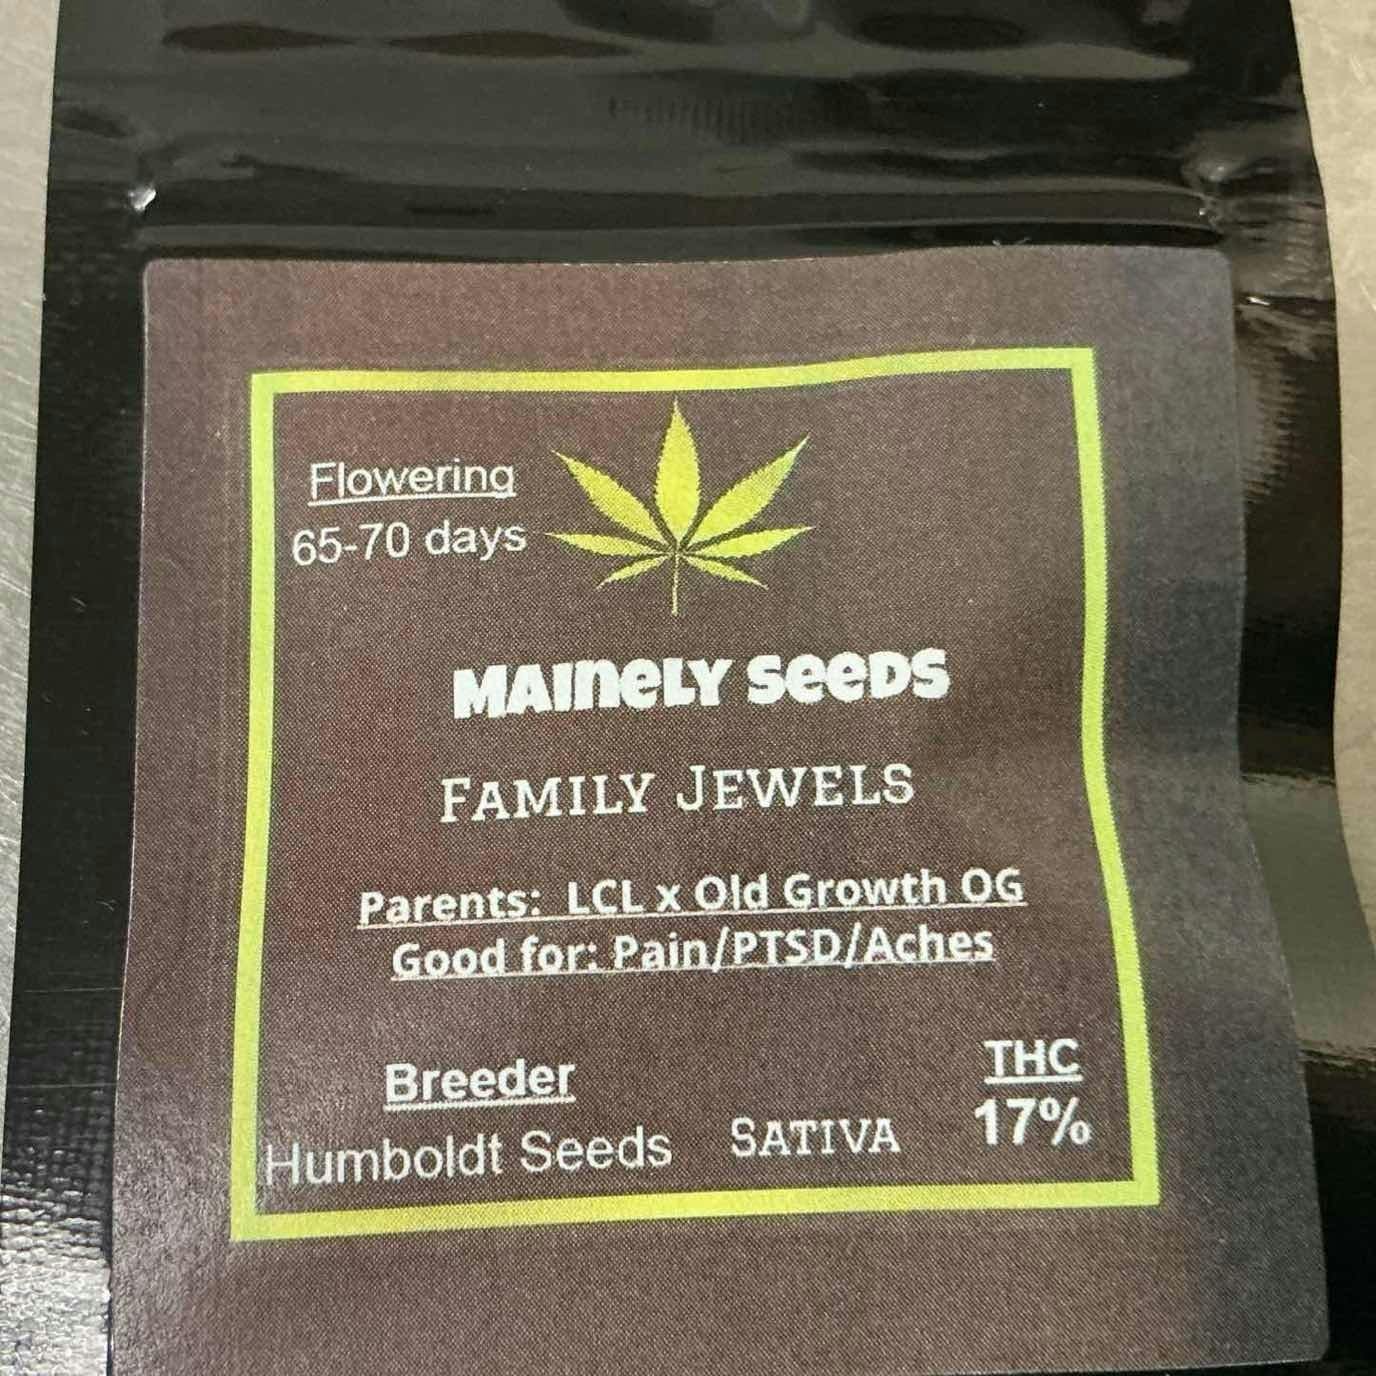 Flowering
65-70 days
MAINELY SEEDS
FAMILY JEWELS
Parents: LCL x Old Growth OG
Good for: Pain/PTSD/Aches
Breeder
Humboldt Seeds
SATIVA
THC
17%